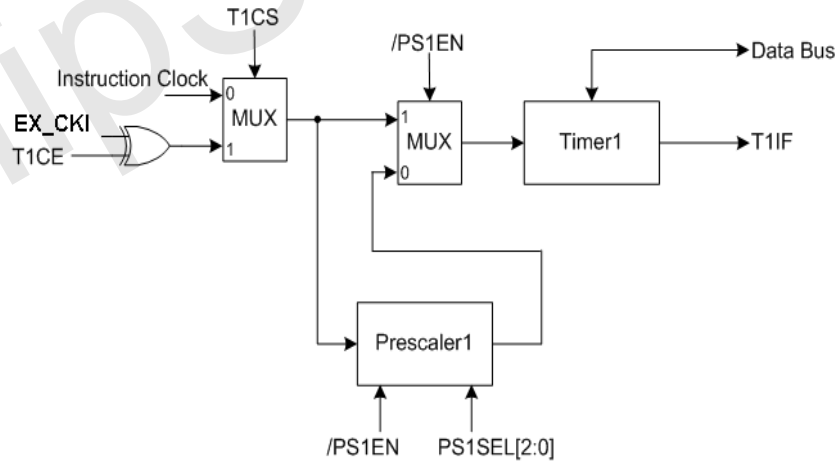 T1CS
/PS1EN
Data Bus
Instruction Clock
0
MUX
EX_CKI
1
T1CE
1
MUX
0
Timer1
T1IF
Prescaler1
/PS1EN
PS1SEL[2:0]